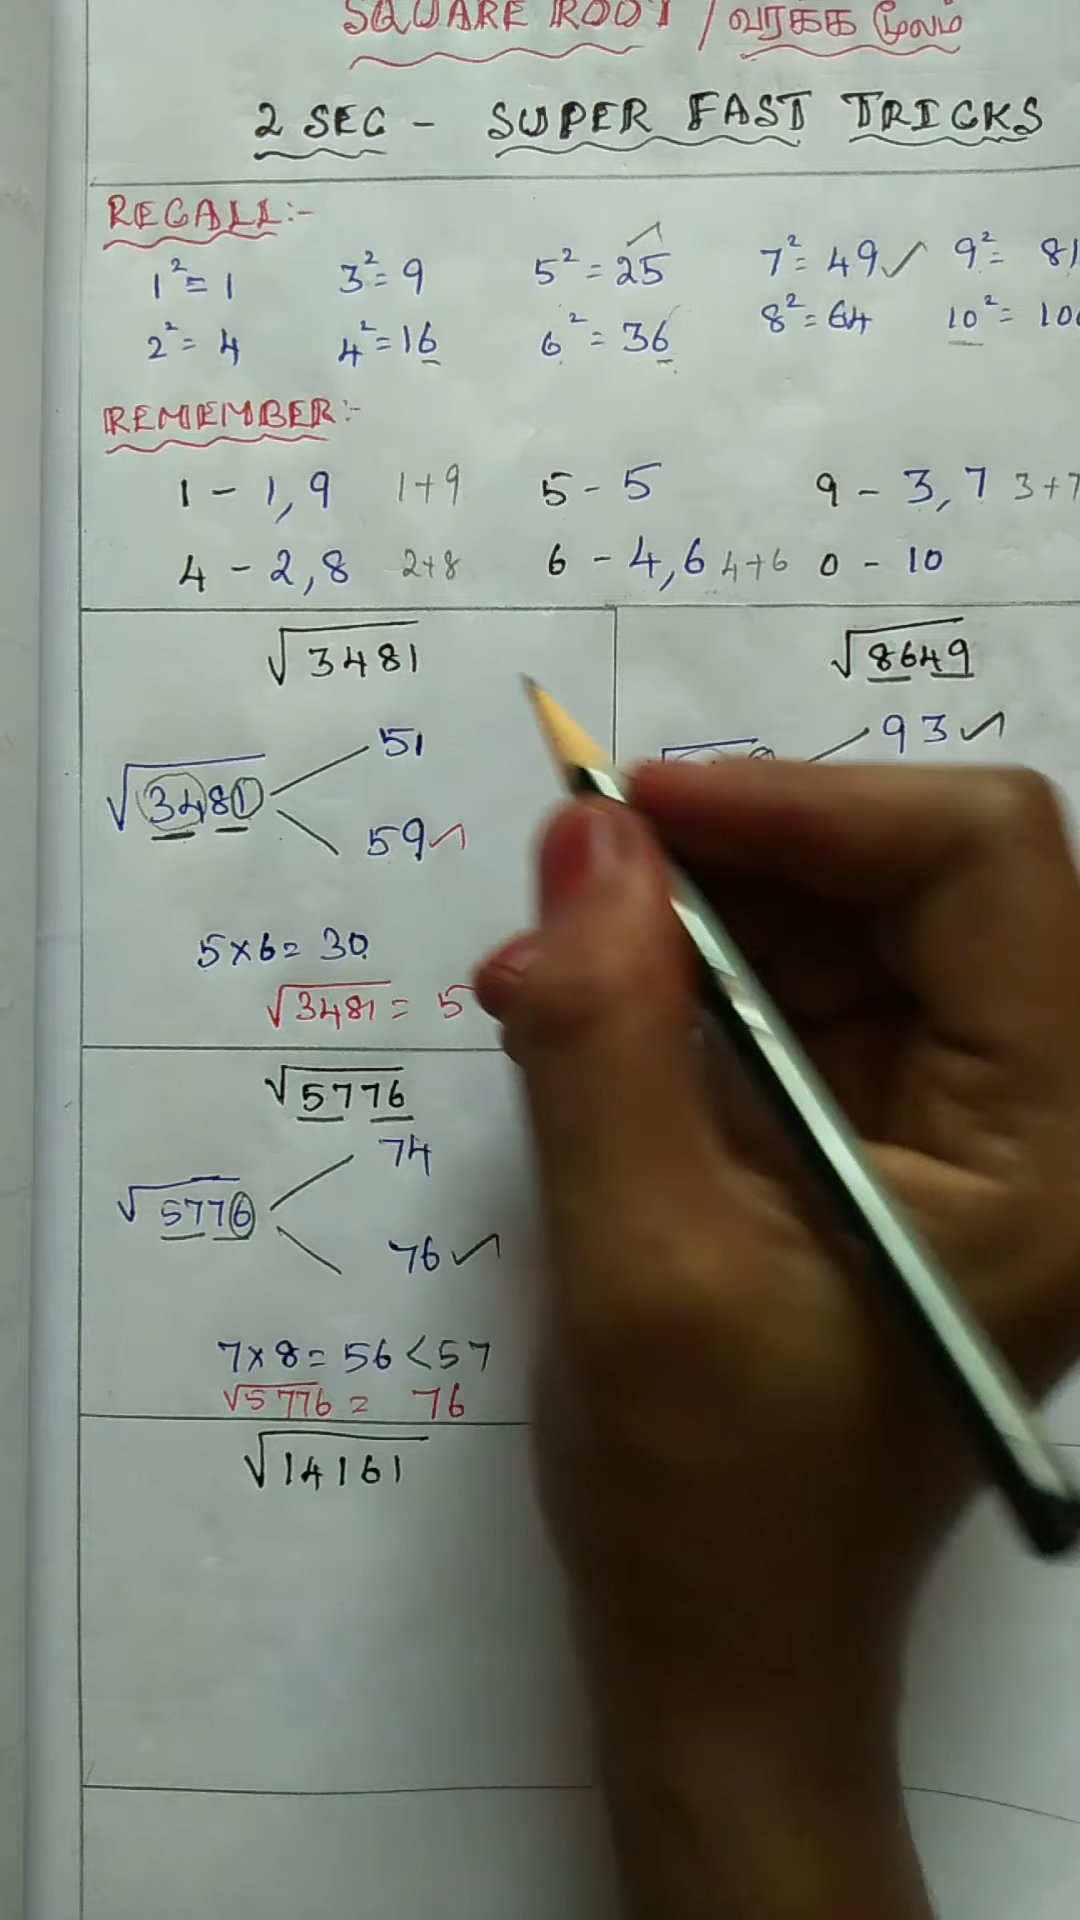 SQUARE ROOT / வர்க்க மூலம்
2 SEC - SUPER FAST TRICKS
RECALL:-
1² = 1 3² = 9 5² = 25 7² = 49 ✓ 9² = 81
2² = 4 4² = 16 6² = 36 8² = 64 10² = 100
REMEMBER:-
1 - 1, 9 1+9 5 - 5 9 - 3, 7 3+7
4 - 2, 8 2+8 6 - 4, 6 4+6 0 - 10
√3481
51
√3481
59 ✓
5×6 = 30
√3481 = 5
√8649
93 ✓
√5776
74
√5776
76 ✓
7×8 = 56 < 57
√5776 = 76
√14161